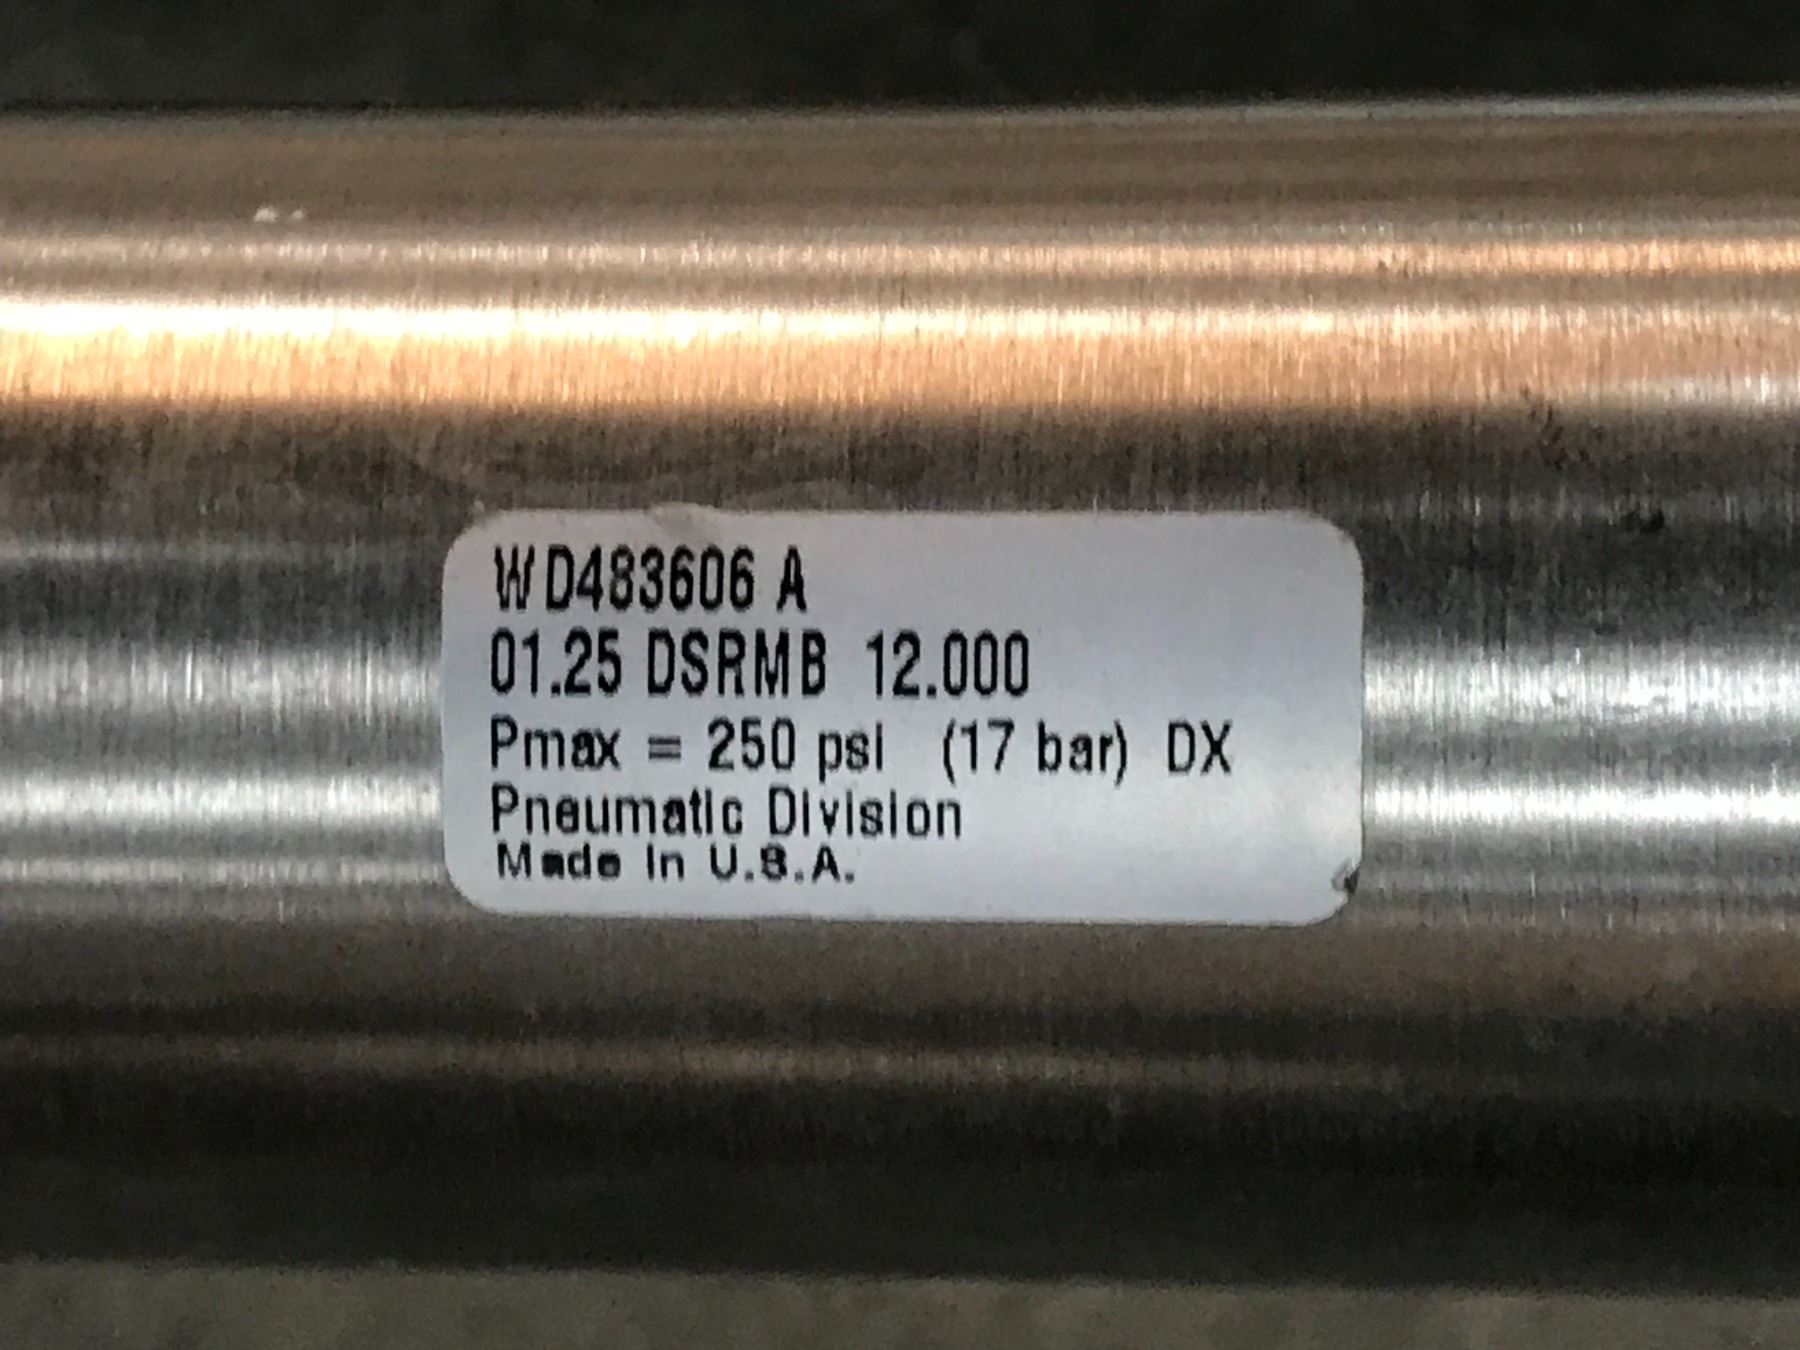 WD483606 A
01.25 DSRMB 12.000
Pmax = 250 psi (17 bar) DX
Pneumatic Division
Made In U.S.A.